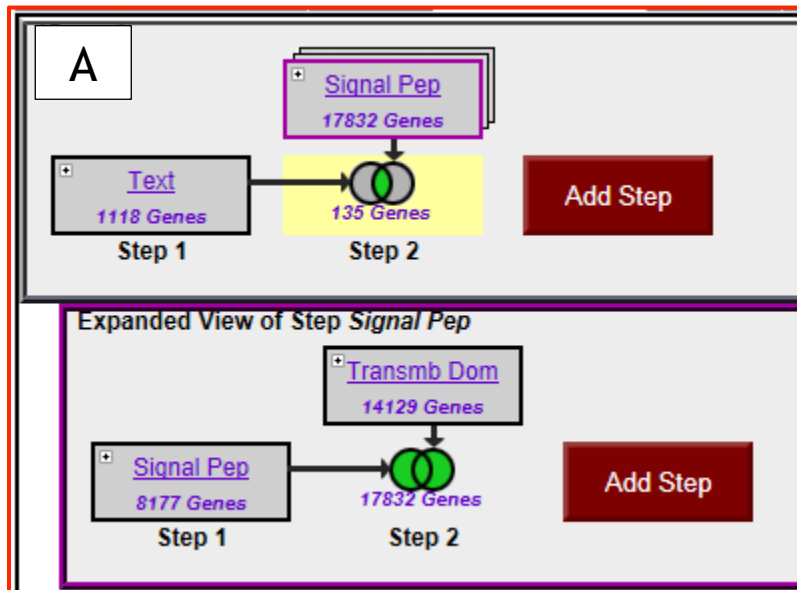 A
Signal Pep
17832 Genes
Text
1118 Genes
135 Genes
Add Step
Step 1
Step 2
Expanded View of Step Signal Pep
Transmb Dom
14129 Genes
Signal Pep
8177 Genes
17832 Genes
Add Step
Step 1
Step 2